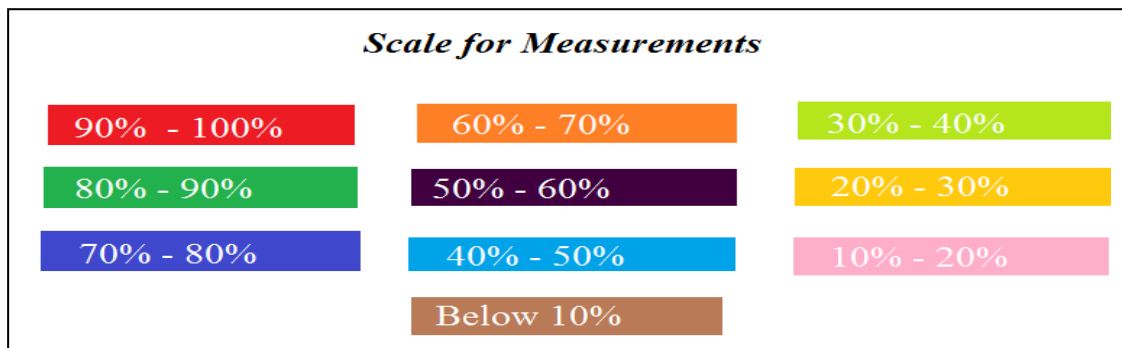 Scale for Measurements
90% - 100%
60% - 70%
30% - 40%
80% - 90%
50% - 60%
20% - 30%
70% - 80%
40% - 50%
10% - 20%
Below 10%